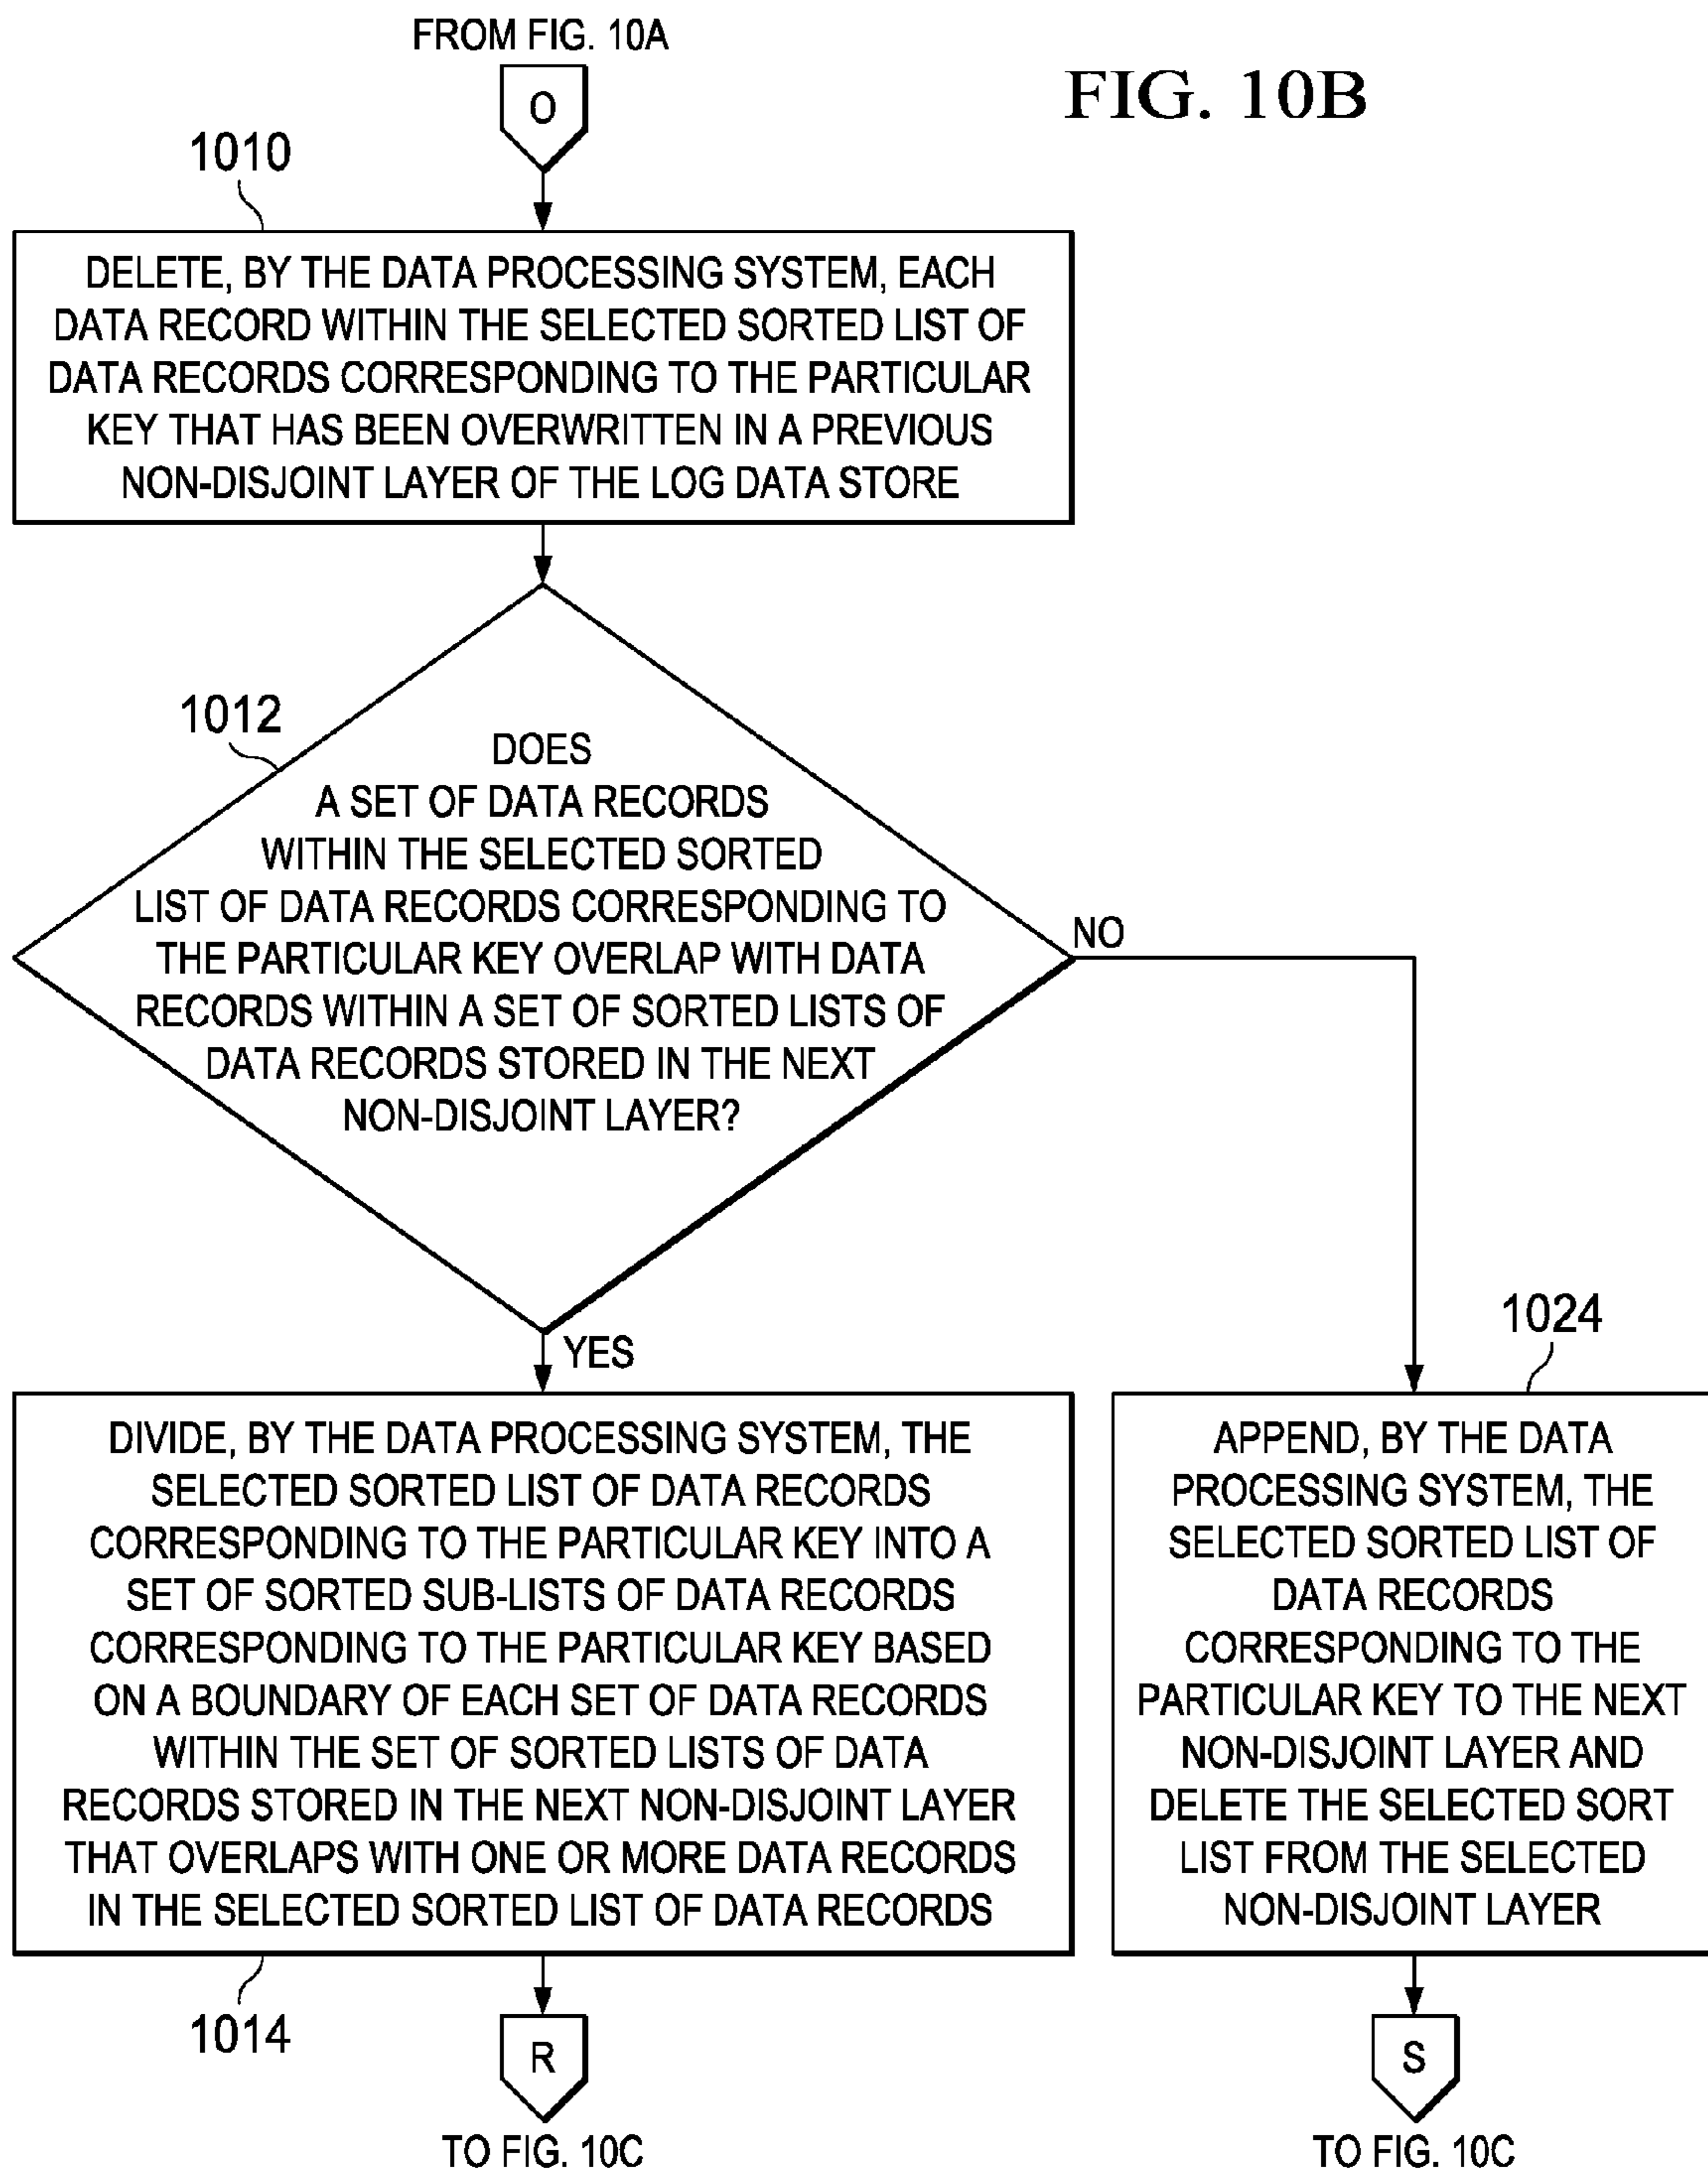 FROM FIG. 10A
O
FIG. 10B
1010
DELETE, BY THE DATA PROCESSING SYSTEM, EACH
DATA RECORD WITHIN THE SELECTED SORTED LIST OF
DATA RECORDS CORRESPONDING TO THE PARTICULAR
KEY THAT HAS BEEN OVERWRITTEN IN A PREVIOUS
NON-DISJOINT LAYER OF THE LOG DATA STORE
1012
DOES
A SET OF DATA RECORDS
WITHIN THE SELECTED SORTED
LIST OF DATA RECORDS CORRESPONDING TO
THE PARTICULAR KEY OVERLAP WITH DATA
RECORDS WITHIN A SET OF SORTED LISTS OF
DATA RECORDS STORED IN THE NEXT
NON-DISJOINT LAYER?
NO
YES
DIVIDE, BY THE DATA PROCESSING SYSTEM, THE
SELECTED SORTED LIST OF DATA RECORDS
CORRESPONDING TO THE PARTICULAR KEY INTO A
SET OF SORTED SUB-LISTS OF DATA RECORDS
CORRESPONDING TO THE PARTICULAR KEY BASED
ON A BOUNDARY OF EACH SET OF DATA RECORDS
WITHIN THE SET OF SORTED LISTS OF DATA
RECORDS STORED IN THE NEXT NON-DISJOINT LAYER
THAT OVERLAPS WITH ONE OR MORE DATA RECORDS
IN THE SELECTED SORTED LIST OF DATA RECORDS
1014
R
TO FIG. 10C
1024
APPEND, BY THE DATA
PROCESSING SYSTEM, THE
SELECTED SORTED LIST OF
DATA RECORDS
CORRESPONDING TO THE
PARTICULAR KEY TO THE NEXT
NON-DISJOINT LAYER AND
DELETE THE SELECTED SORT
LIST FROM THE SELECTED
NON-DISJOINT LAYER
S
TO FIG. 10C